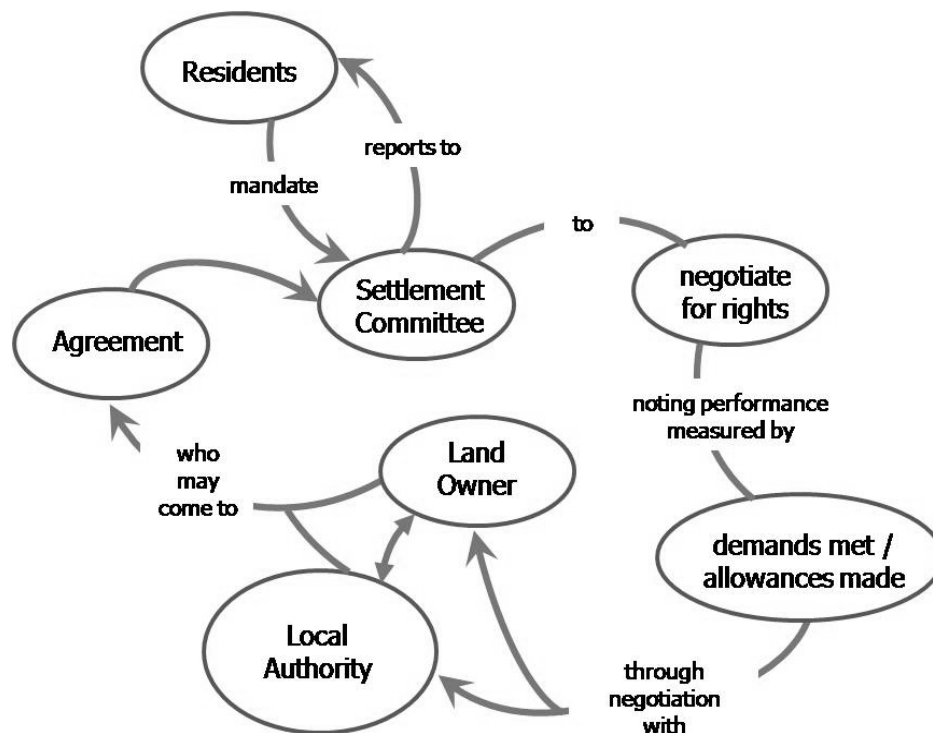 Residents
reports to
mandate
to
Settlement
Committee
negotiate
for rights
Agreement
noting performance
measured by
who
may
come to
Land
Owner
demands met /
allowances made
Local
Authority
through
negotiation
with